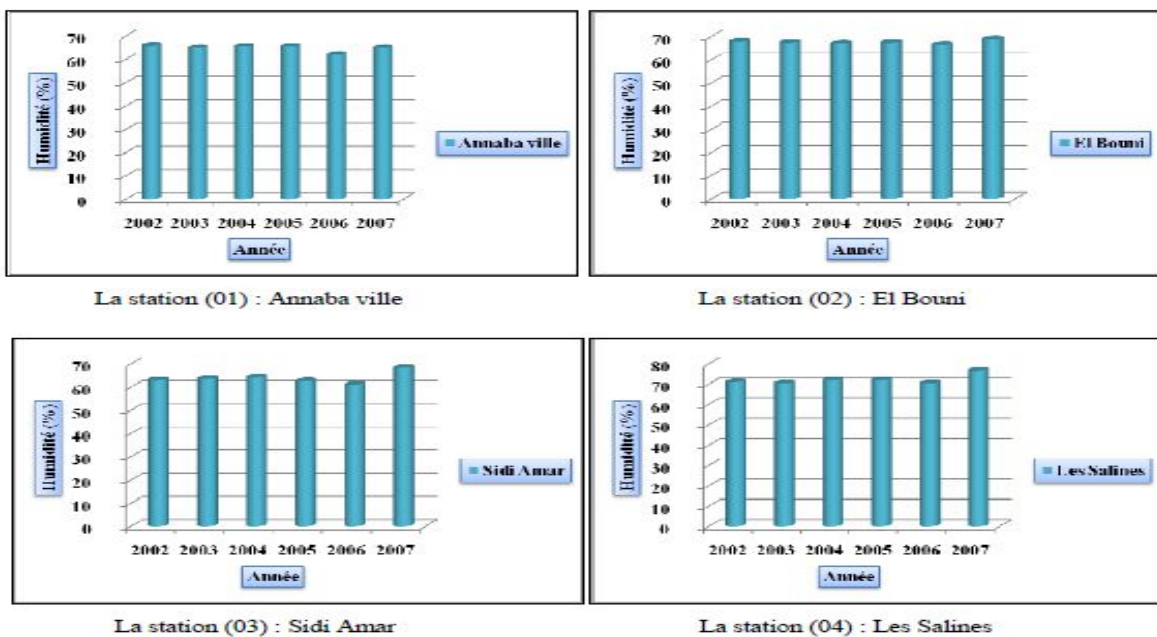 70
60
50
40
30
20
10
0
Humidité (%)
2002 2003 2004 2005 2006 2007
Année
Annaba ville
La station (01) : Annaba ville
70
60
50
40
30
20
10
0
Humidité (%)
2002 2003 2004 2005 2006 2007
Année
El Bouni
La station (02) : El Bouni
70
60
50
40
30
20
10
0
Humidité (%)
2002 2003 2004 2005 2006 2007
Année
Sidi Amar
La station (03) : Sidi Amar
80
70
60
50
40
30
20
10
0
Humidité (%)
2002 2003 2004 2005 2006 2007
Année
Les Salines
La station (04) : Les Salines